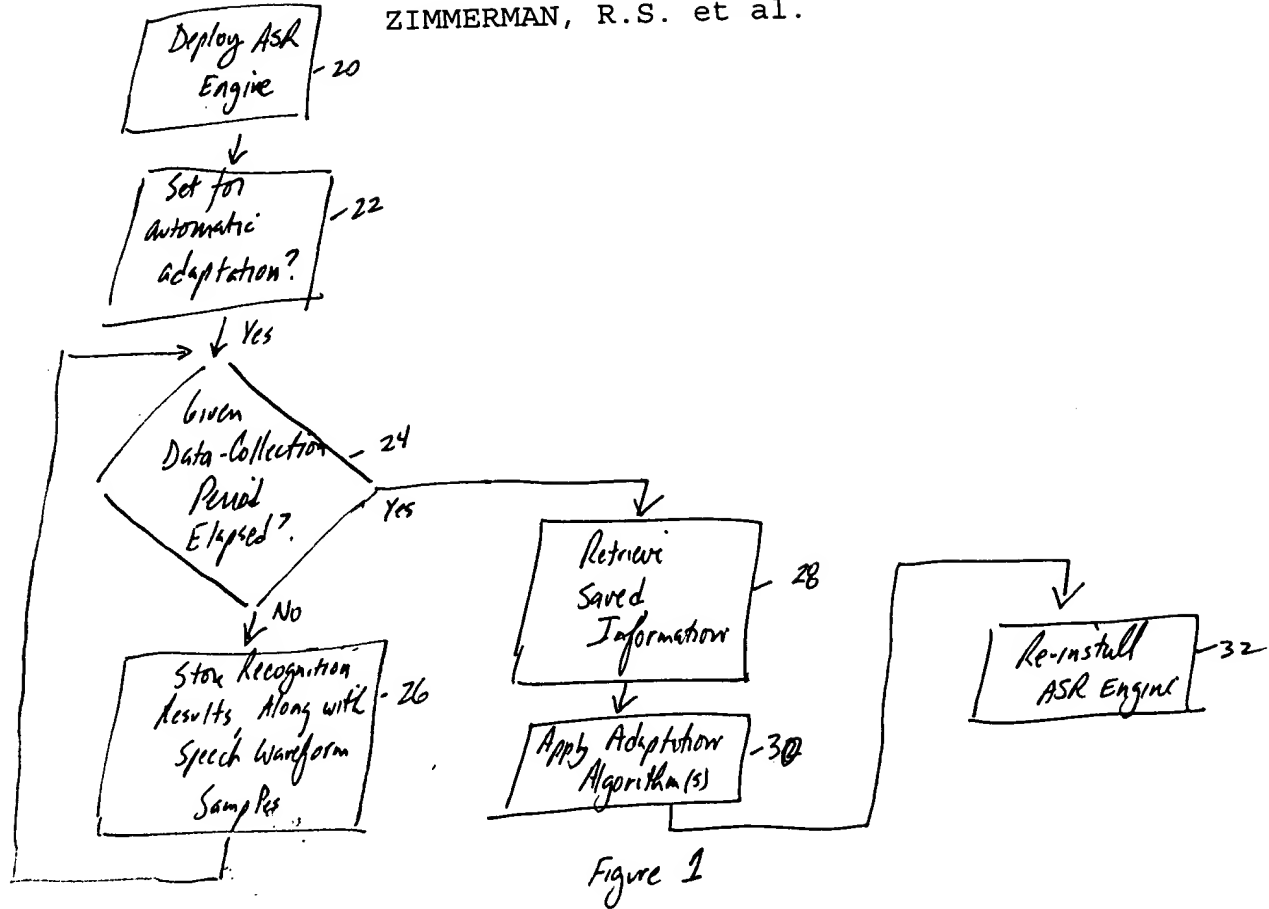 ZIMMERMAN, R.S. et al.
Deploy ASR
Engine
20
Set for
automatic
adaptation?
22
Yes
Given
Data-Collection
Period
Elapsed?
24
Yes
No
Store Recognition
Results, Along with
Speech Waveform
Samples
26
Retrieve
Saved
Information
28
Apply Adaptation
Algorithm(s)
30
Re-install
ASR Engine
32
Figure 1